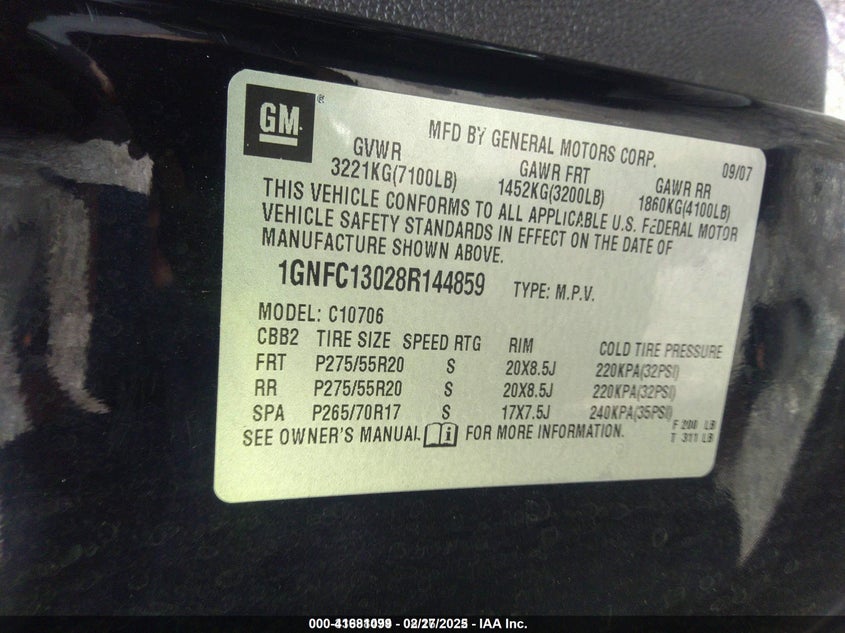 GM®
MFD BY GENERAL MOTORS CORP. 09/07
GVWR GAWR FRT GAWR RR
3221KG(7100LB) 1452KG(3200LB) 1860KG(4100LB)
THIS VEHICLE CONFORMS TO ALL APPLICABLE U.S. FEDERAL MOTOR
VEHICLE SAFETY STANDARDS IN EFFECT ON THE DATE OF
MANUFACTURE SHOWN ABOVE.
1GNFC13028R144859 TYPE: M.P.V.
MODEL: C10706
CBB2 TIRE SIZE SPEED RTG RIM COLD TIRE PRESSURE
FRT P275/55R20 S 20X8.5J 220KPA(32PSI)
RR P275/55R20 S 20X8.5J 220KPA(32PSI)
SPA P265/70R17 S 17X7.5J 240KPA(35PSI)
SEE OWNER'S MANUAL FOR MORE INFORMATION.
F LB
T 311 LB
- IAA Inc.